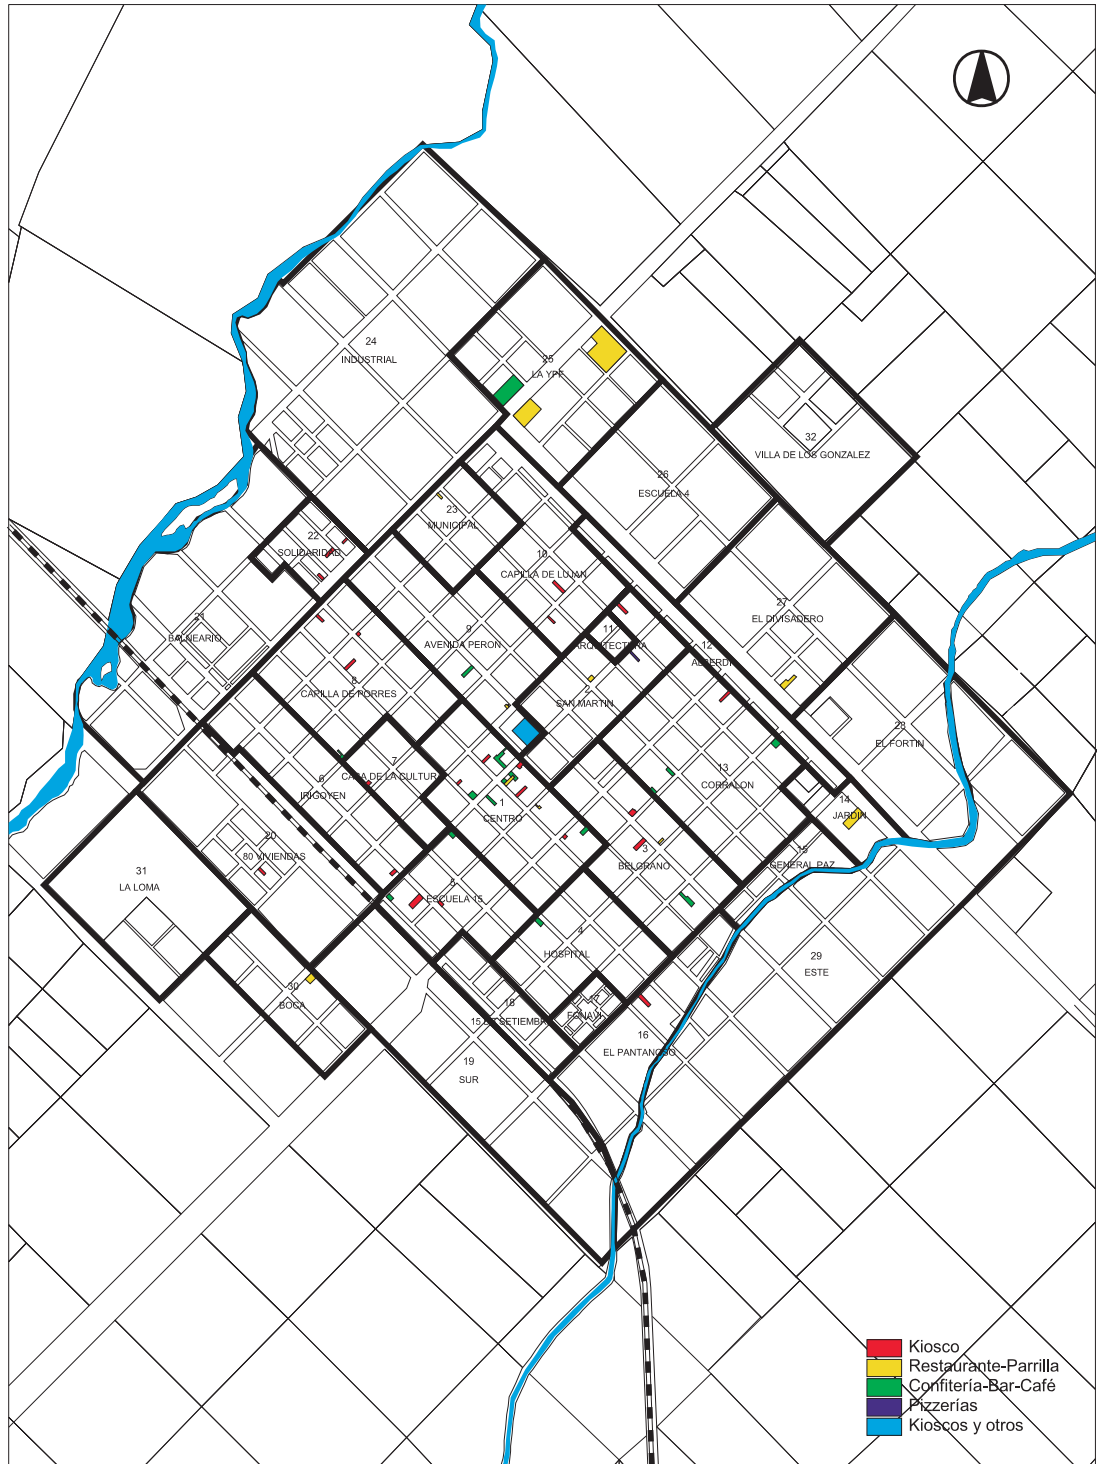 24
INDUSTRIAL
25
LA YPF
32
VILLA DE LOS GONZALEZ
26
ESCUELA 4
23
MUNICIPAL
22
SOLIDARIDAD
10
CAPILLA DE LUJAN
27
EL DIVISADERO
21
BALNEARIO
9
AVENIDA PERON
11
ARQUITECTURA
12
ALBERDI
8
CAPILLA DE PORRES
2
SAN MARTIN
28
EL FORTIN
7
CASA DE LA CULTURA
6
IRIGOYEN
13
CORRALON
1
CENTRO
14
JARDIN
20
80 VIVIENDAS
3
BELGRANO
15
GENERAL PAZ
31
LA LOMA
5
ESCUELA 15
4
HOSPITAL
29
ESTE
30
BOCA
18
15 DE SETIEMBRE
17
FONAVI
16
EL PANTANOSO
19
SUR
Kiosco
Restaurante-Parrilla
Confitería-Bar-Café
Pizzerías
Kioscos y otros